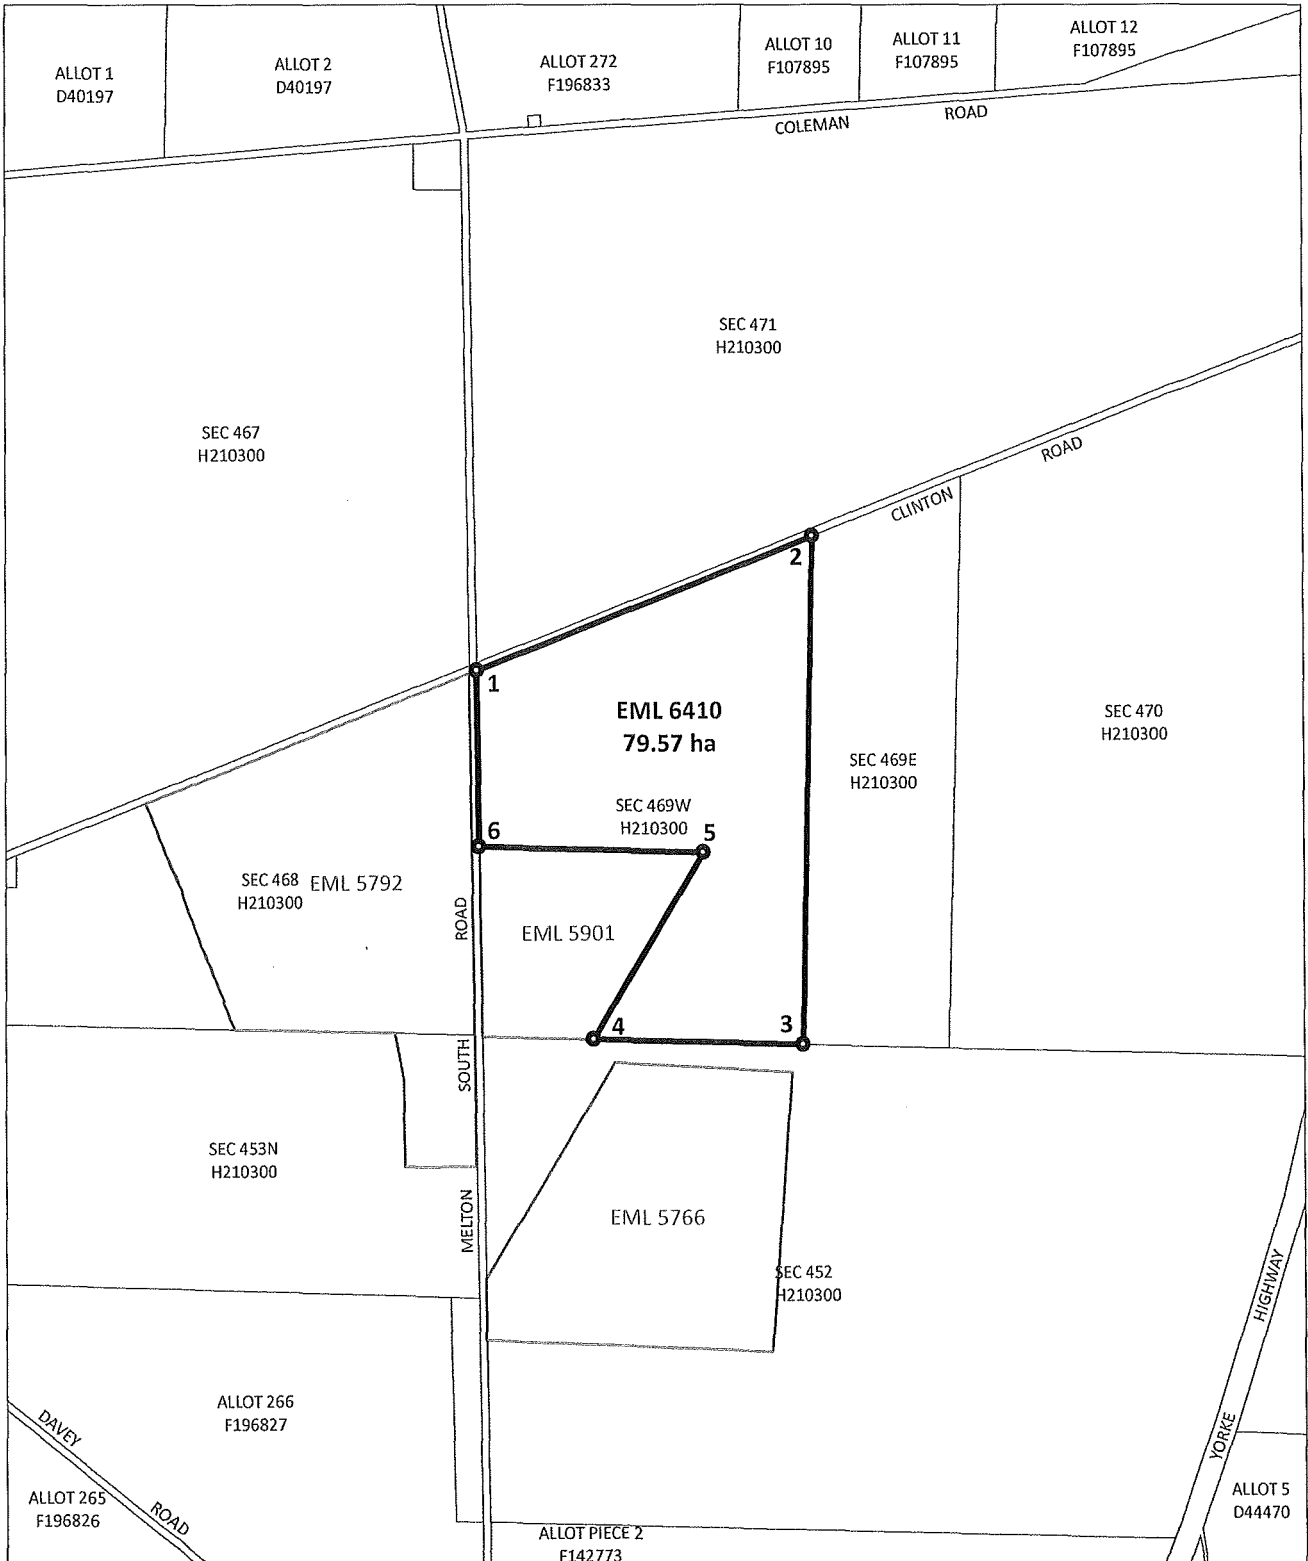 ALLOT 1
D40197
ALLOT 2
D40197
ALLOT 272
F196833
ALLOT 10
F107895
ALLOT 11
F107895
ALLOT 12
F107895
COLEMAN ROAD
SEC 471
H210300
SEC 467
H210300
CLINTON ROAD
2
1
EML 6410
79.57 ha
SEC 470
H210300
SEC 469E
H210300
SEC 469W
H210300
6
5
SEC 468
H210300
EML 5792
EML 5901
4
3
MELTON SOUTH ROAD
SEC 453N
H210300
EML 5766
SEC 452
H210300
YORKE HIGHWAY
ALLOT 266
F196827
DAVEY ROAD
ALLOT 265
F196826
ALLOT 5
D44470
ALLOT PIECE 2
F142773